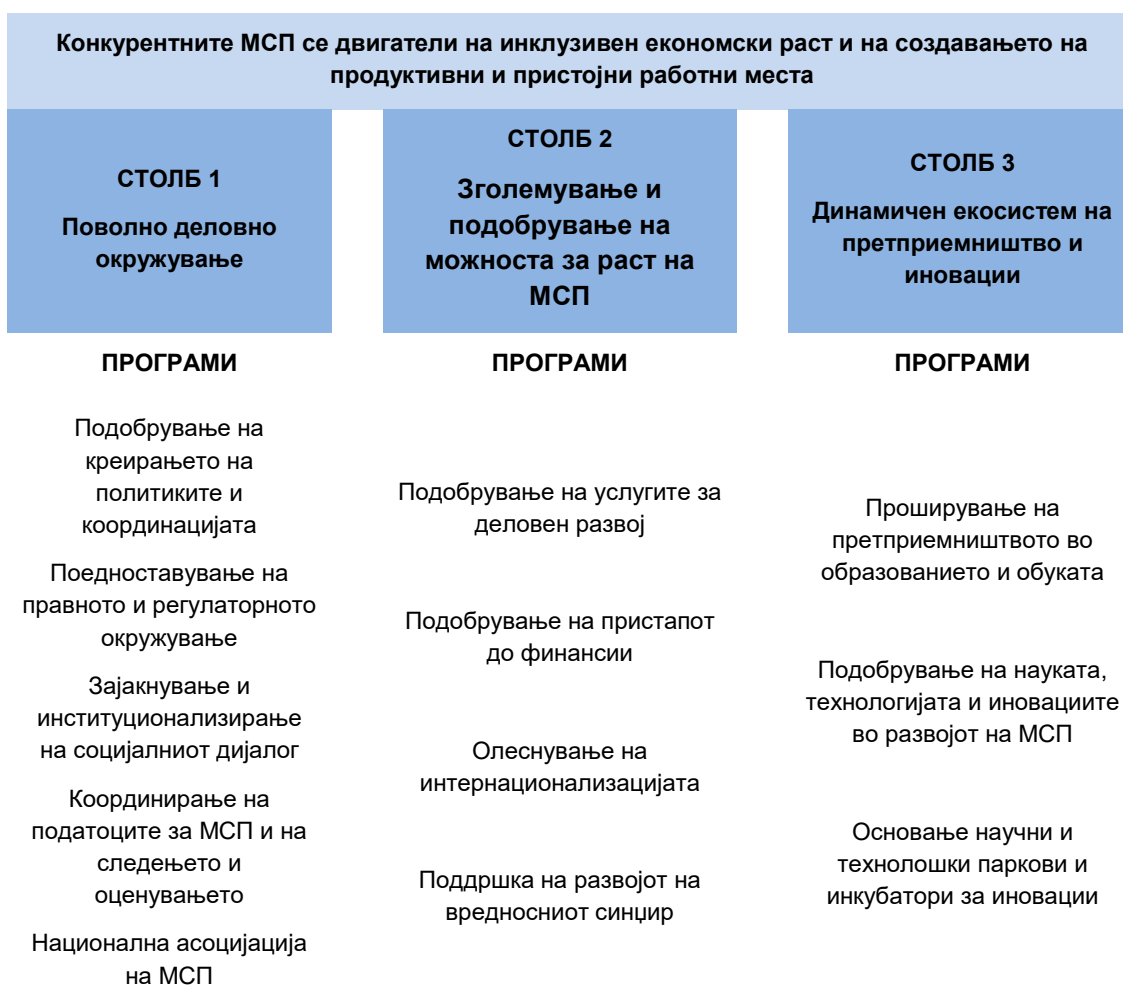 Конкурентните МСП се двигатели на инклузивен економски раст и на создавањето на
продуктивни и пристојни работни места
СТОЛБ 1
Поволно деловно
окружување
СТОЛБ 2
Зголемување и
подобрување на
можноста за раст на
МСП
СТОЛБ 3
Динамичен екосистем на
претприемништво и
иновации
ПРОГРАМИ
Подобрување на
креирањето на
политиките и
координацијата
Поедноставување на
правното и регулаторното
окружување
Зајакнување и
институционализирање
на социјалниот дијалог
Координирање на
податоците за МСП и на
следењето и
оценувањето
Национална асоцијација
на МСП
ПРОГРАМИ
Подобрување на услугите за
деловен развој
Подобрување на пристапот
до финансии
Олеснување на
интернационализацијата
Поддршка на развојот на
вредносниот синџир
ПРОГРАМИ
Проширување на
претприемништвото во
образованието и обуката
Подобрување на науката,
технологијата и иновациите
во развојот на МСП
Основање научни и
технолошки паркови и
инкубатори за иновации